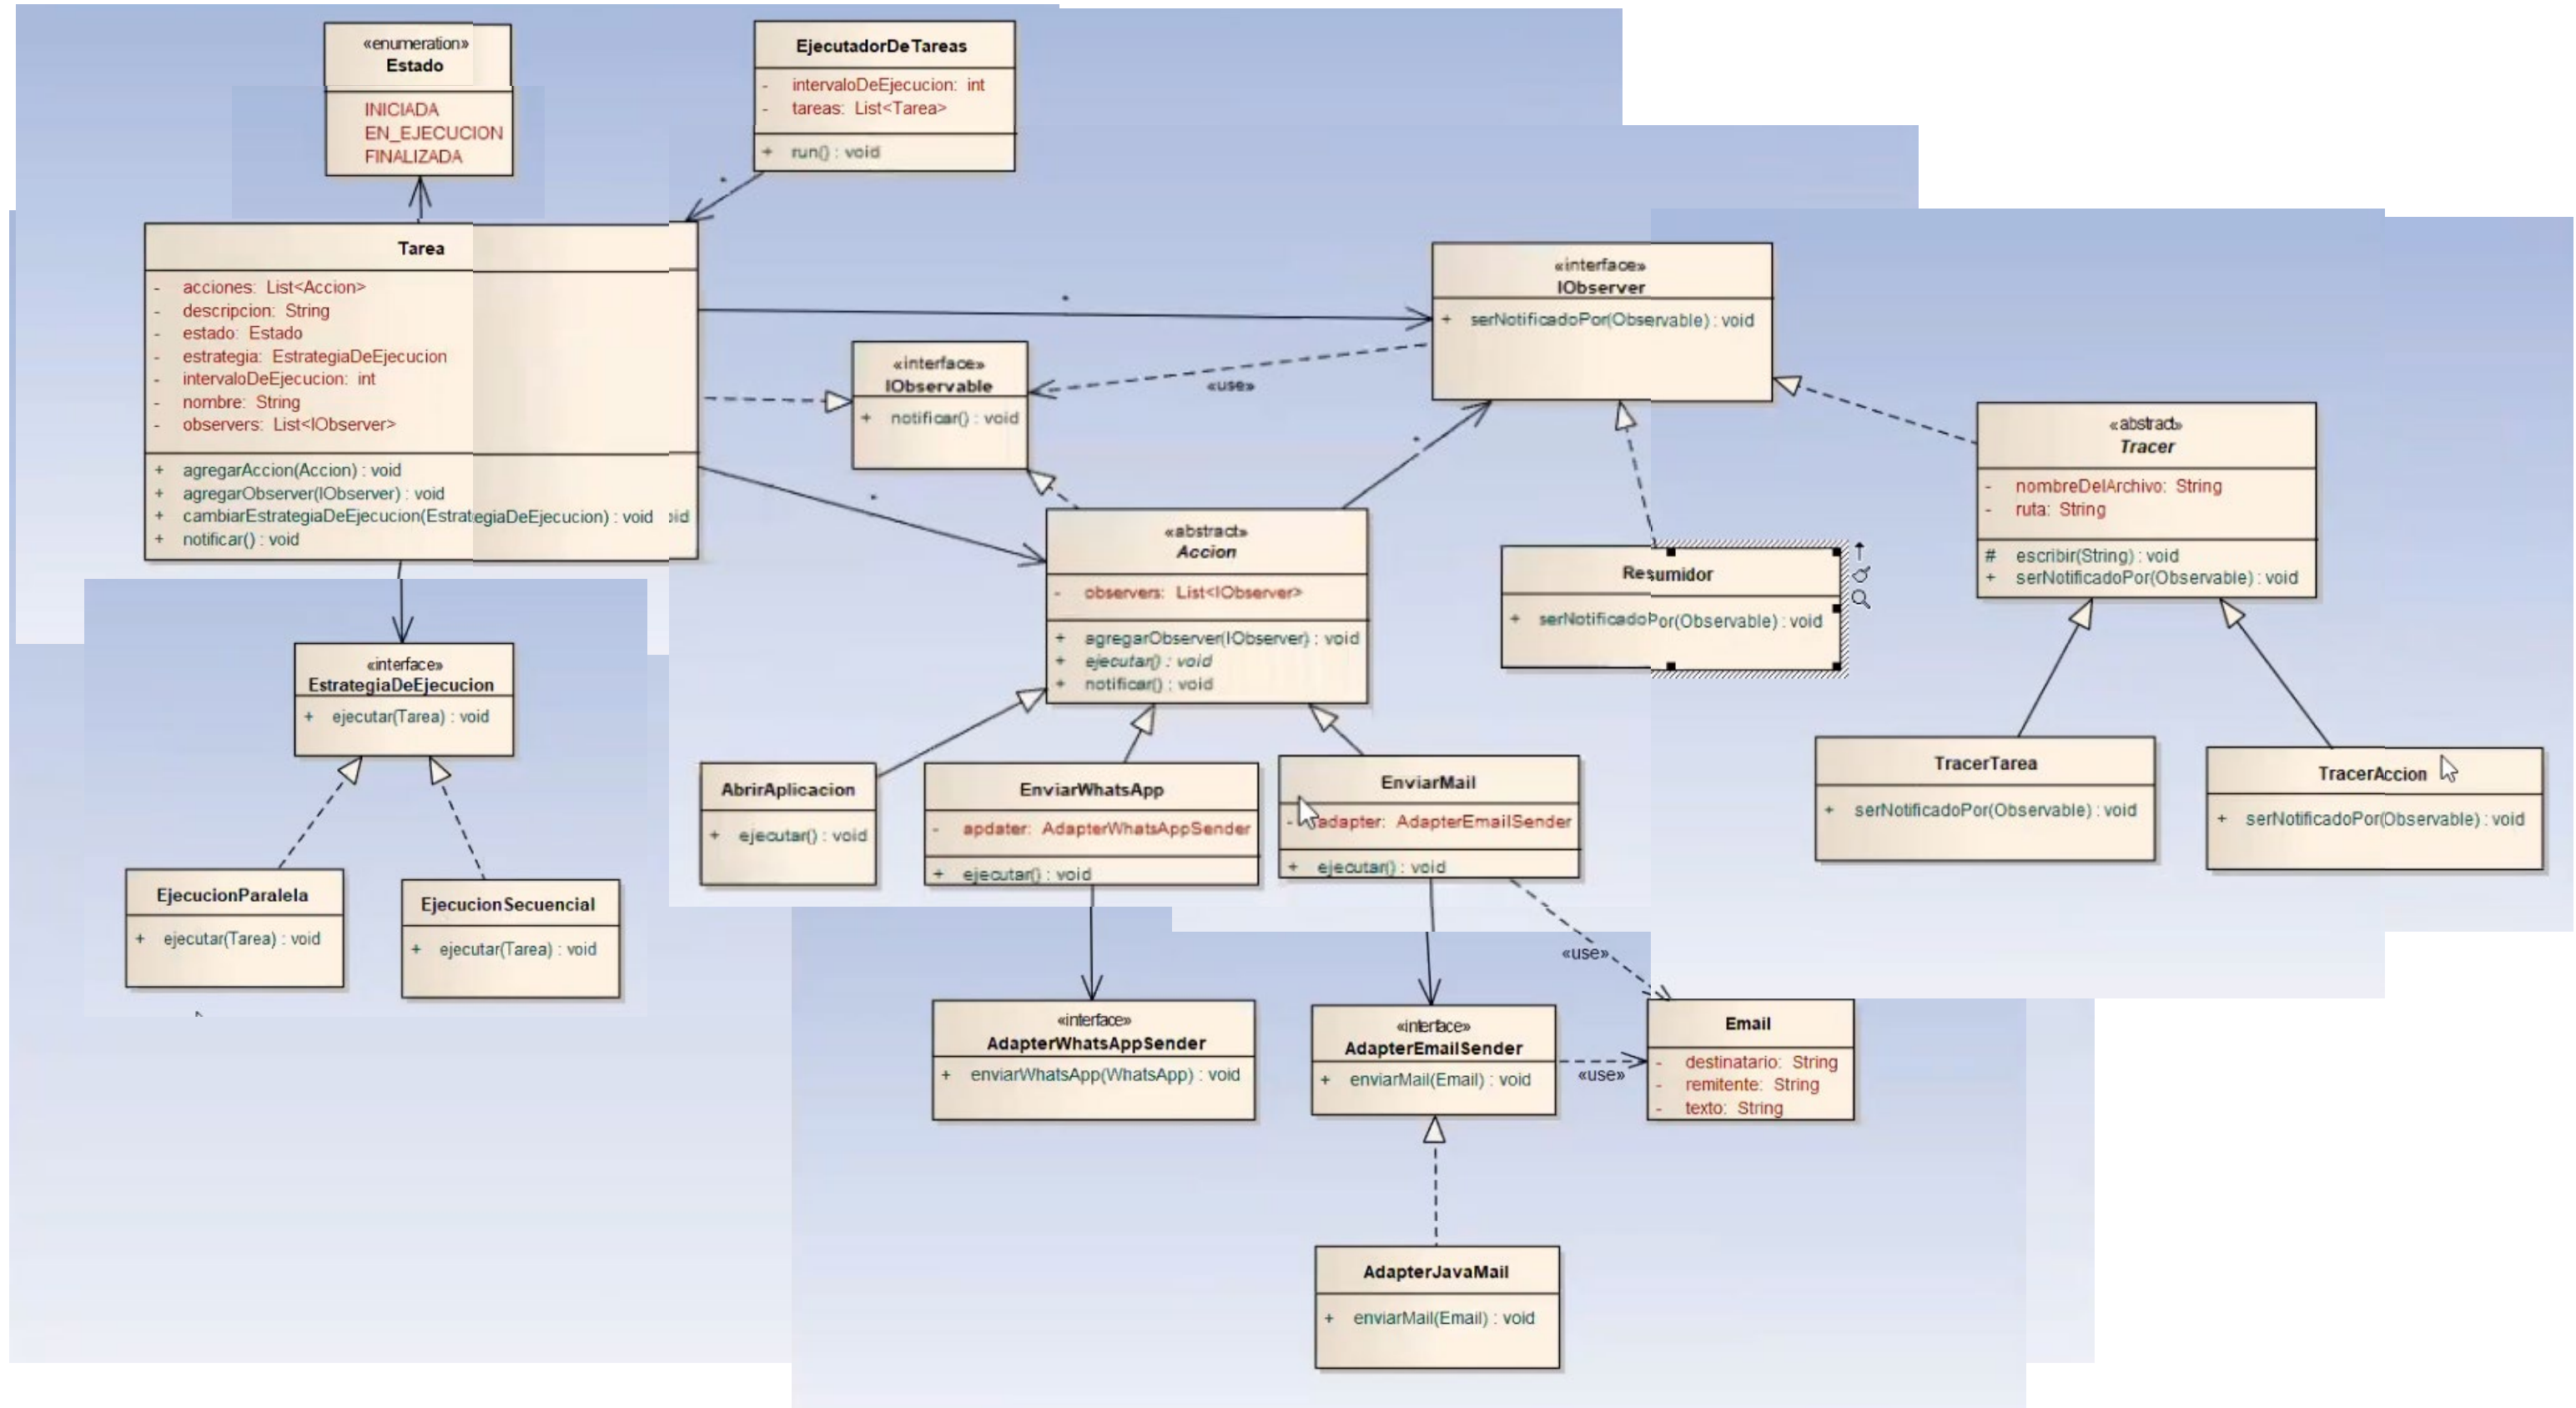 «enumeration»
Estado
INICIADA
EN_EJECUCION
FINALIZADA
EjecutadorDeTareas
- intervaloDeEjecucion: int
- tareas: List<Tarea>
+ run() : void
*
Tarea
- acciones: List<Accion>
- descripcion: String
- estado: Estado
- estrategia: EstrategiaDeEjecucion
- intervaloDeEjecucion: int
- nombre: String
- observers: List<IObserver>
+ agregarAccion(Accion) : void
+ agregarObserver(IObserver) : void
+ cambiarEstrategiaDeEjecucion(EstrategiaDeEjecucion) : void oid
+ notificar() : void
*
«interface»
IObserver
+ serNotificadoPor(Observable) : void
«interface»
IObservable
+ notificar() : void
«use»
*
*
«abstract»
Accion
- observers: List<IObserver>
+ agregarObserver(IObserver) : void
+ ejecutar() : void
+ notificar() : void
Resumidor
+ serNotificadoPor(Observable) : void
«abstract»
Tracer
- nombreDelArchivo: String
- ruta: String
# escribir(String) : void
+ serNotificadoPor(Observable) : void
«interface»
EstrategiaDeEjecucion
+ ejecutar(Tarea) : void
AbrirAplicacion
+ ejecutar() : void
EnviarWhatsApp
- apdater: AdapterWhatsAppSender
+ ejecutar() : void
EnviarMail
- adapter: AdapterEmailSender
+ ejecutar() : void
TracerTarea
+ serNotificadoPor(Observable) : void
TracerAccion
+ serNotificadoPor(Observable) : void
EjecucionParalela
+ ejecutar(Tarea) : void
EjecucionSecuencial
+ ejecutar(Tarea) : void
«use»
«interface»
AdapterWhatsAppSender
+ enviarWhatsApp(WhatsApp) : void
«interface»
AdapterEmailSender
+ enviarMail(Email) : void
«use»
Email
- destinatario: String
- remitente: String
- texto: String
AdapterJavaMail
+ enviarMail(Email) : void